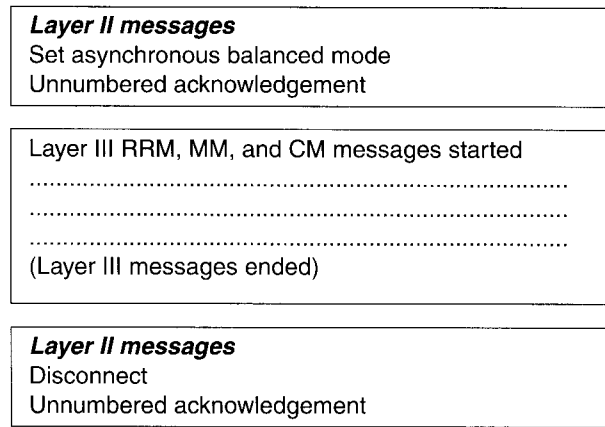 Layer II messages
Set asynchronous balanced mode
Unnumbered acknowledgement
Layer III RRM, MM, and CM messages started
................................................................................
................................................................................
................................................................................
(Layer III messages ended)
Layer II messages
Disconnect
Unnumbered acknowledgement